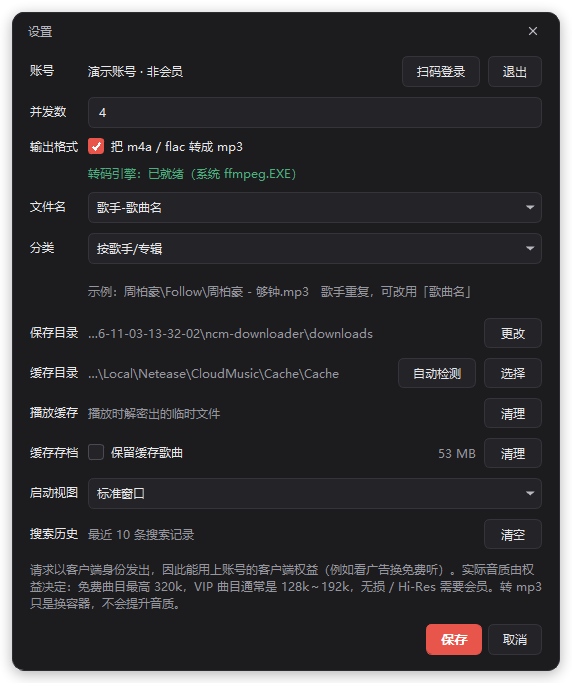 设置
账号 演示账号 · 非会员 扫码登录 退出
并发数 4
输出格式 把 m4a / flac 转成 mp3
转码引擎：已就绪（系统 ffmpeg.EXE）
文件名 歌手-歌曲名
分类 按歌手/专辑
示例：周柏豪\Follow\周柏豪 - 够钟.mp3 歌手重复，可改用「歌曲名」
保存目录 …6-11-03-13-32-02\ncm-downloader\downloads 更改
缓存目录 …\Local\Netease\CloudMusic\Cache\Cache 自动检测 选择
播放缓存 播放时解密出的临时文件 清理
缓存存档 保留缓存歌曲 53 MB 清理
启动视图 标准窗口
搜索历史 最近 10 条搜索记录 清空
请求以客户端身份发出，因此能用上账号的客户端权益（例如看广告换免费听）。实际音质由权
益决定：免费曲目最高 320k，VIP 曲目通常是 128k～192k，无损 / Hi-Res 需要会员。转 mp3
只是换容器，不会提升音质。
保存 取消